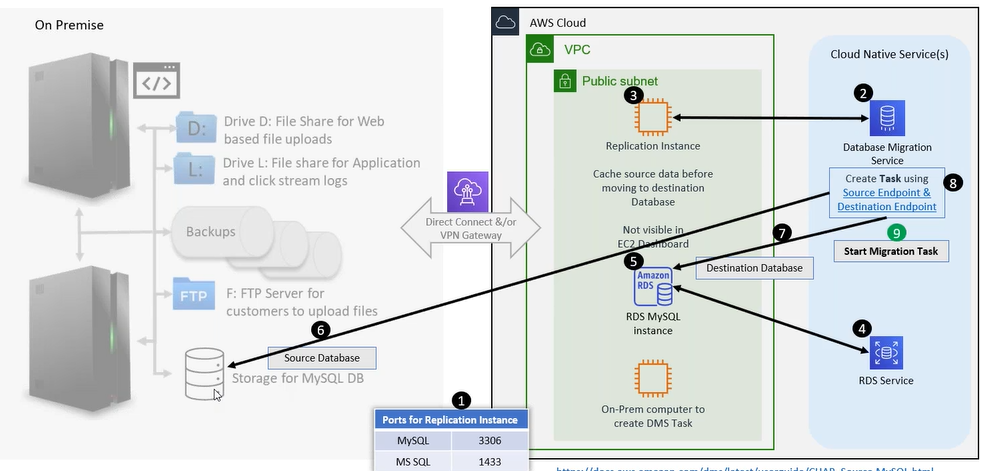 On Premise
AWS Cloud
VPC
Cloud Native Service(s)
</>
Public subnet
3
2
D:
Drive D: File Share for Web
based file uploads
Replication Instance
Database Migration
Service
L:
Drive L: File share for Application
and click stream logs
Cache source data before
moving to destination
Database
Create Task using
Source Endpoint &
Destination Endpoint
8
Backups
Direct Connect &/or
VPN Gateway
Not visible in
EC2 Dashboard
7
9
Start Migration Task
5
Amazon
RDS
Destination Database
FTP
F: FTP Server for
customers to upload files
RDS MySQL
instance
6
4
Source Database
Storage for MySQL DB
RDS Service
1
On-Prem computer to
create DMS Task
Ports for Replication Instance
MySQL 3306
MS SQL 1433